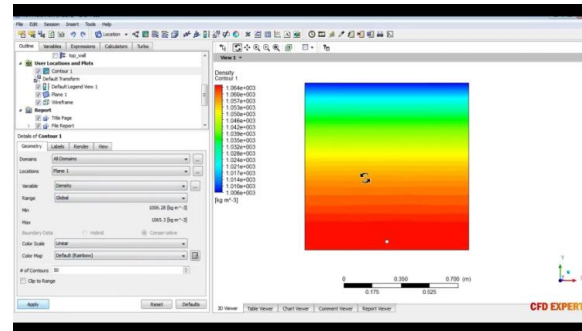 File Edit Session Insert Tools Help
Location
Outline Variables Expressions Calculators Turbo
top_wall
User Locations and Plots
Contour 1
Default Transform
Default Legend View 1
Plane 1
Wireframe
Report
Title Page
File Report
Details of Contour 1
Geometry Labels Render View
Domains All Domains
Locations Plane 1
Variable Density
Range Global
Min 1006.28 [kg m^-3]
Max 1065.3 [kg m^-3]
Boundary Data Hybrid Conservative
Color Scale Linear
Color Map Default (Rainbow)
# of Contours 50
Clip to Range
Apply Reset Defaults
View 1
Density
Contour 1
1.064e+003
1.060e+003
1.057e+003
1.053e+003
1.050e+003
1.046e+003
1.042e+003
1.039e+003
1.035e+003
1.032e+003
1.028e+003
1.024e+003
1.021e+003
1.017e+003
1.014e+003
1.010e+003
1.006e+003
[kg m^-3]
0 0.350 0.700 (m)
0.175 0.525
3D Viewer Table Viewer Chart Viewer Comment Viewer Report Viewer
CFD EXPERT